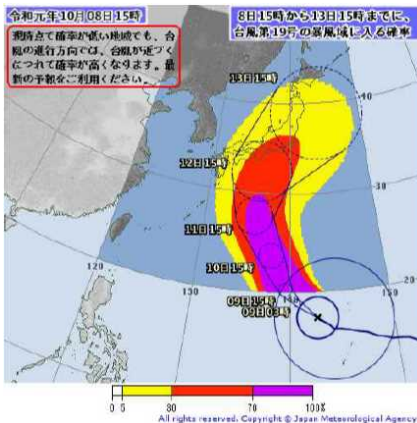 令和元年10月08日15時
8日15時から13日15時までに、
台風第19号の暴風域に入る確率
現時点で確率が低い地域でも、台
風の進行方向では、台風が近づく
につれて確率が高くなります。最
新の予報をご利用ください。
13日15時
40
12日15時
30
11日15時
120
10日15時
20
09日15時
130
140
150
09日03時
0 5 30 70 100%
All rights reserved. Copyright © Japan Meteorological Agency